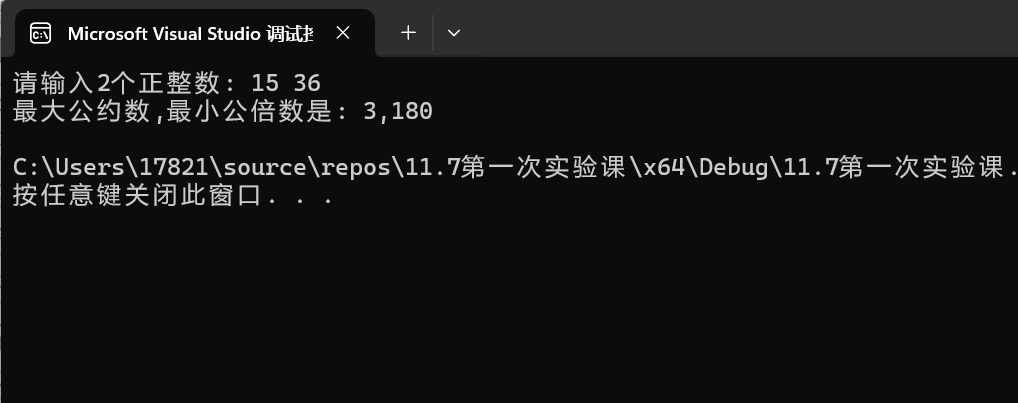 Microsoft Visual Studio 调试
请输入2个正整数: 15 36
最大公约数,最小公倍数是: 3,180
C:\Users\17821\source\repos\11.7第一次实验课\x64\Debug\11.7第一次实验课.
按任意键关闭此窗口. . .